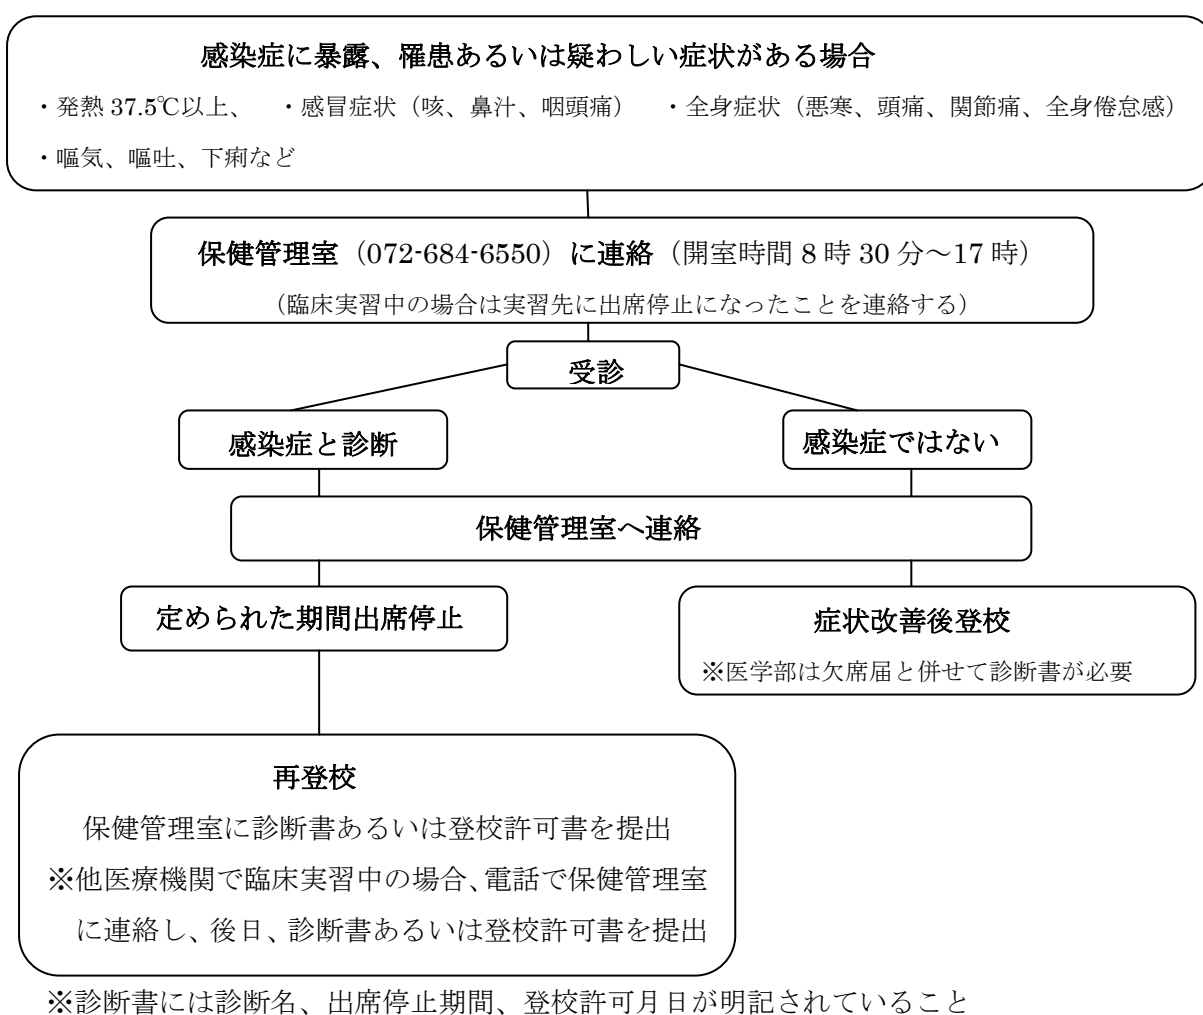 感染症に暴露、罹患あるいは疑わしい症状がある場合
・発熱 37.5℃以上、 ・感冒症状（咳、鼻汁、咽頭痛） ・全身症状（悪寒、頭痛、関節痛、全身倦怠感）
・嘔気、嘔吐、下痢など
保健管理室（072-684-6550）に連絡（開室時間 8 時 30 分～17 時）
（臨床実習中の場合は実習先に出席停止になったことを連絡する）
受診
感染症と診断
感染症ではない
保健管理室へ連絡
定められた期間出席停止
症状改善後登校
※医学部は欠席届と併せて診断書が必要
再登校
保健管理室に診断書あるいは登校許可書を提出
※他医療機関で臨床実習中の場合、電話で保健管理室
に連絡し、後日、診断書あるいは登校許可書を提出
※診断書には診断名、出席停止期間、登校許可月日が明記されていること